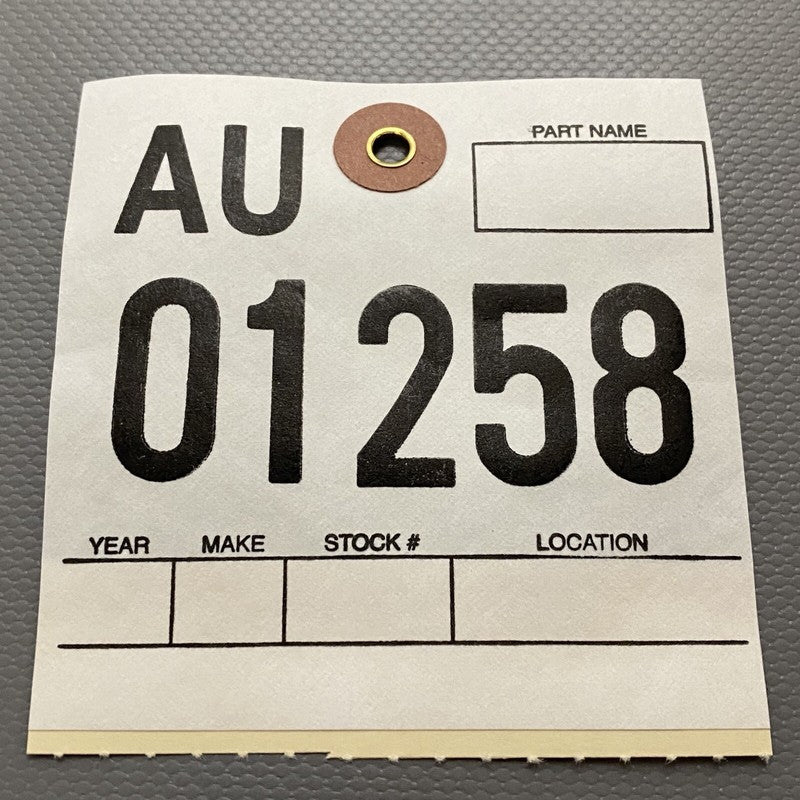 AU
PART NAME
01258
YEAR MAKE STOCK # LOCATION